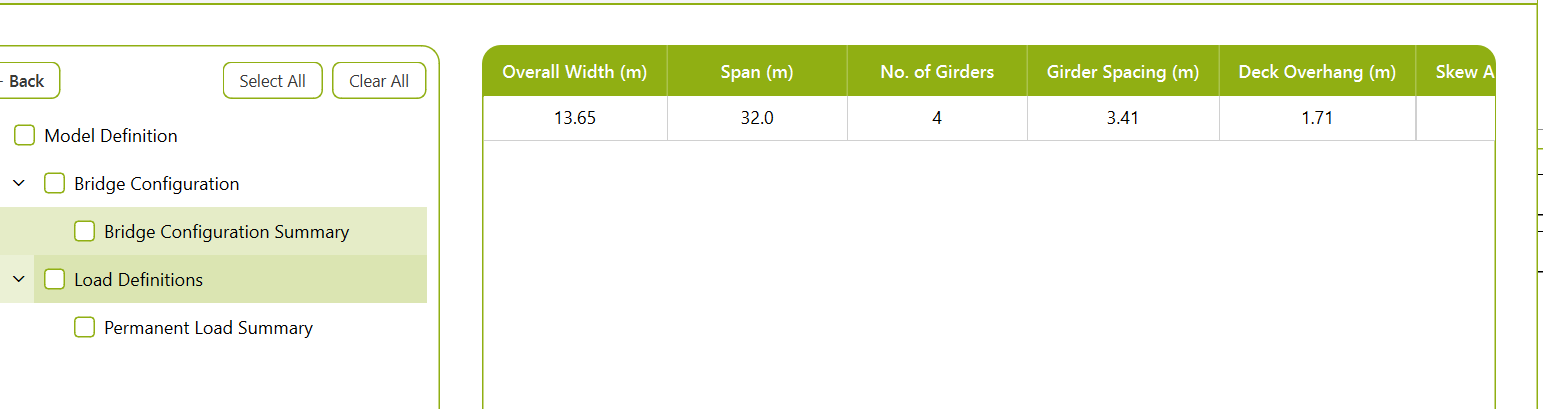 Back Select All Clear All
Model Definition
Bridge Configuration
Bridge Configuration Summary
Load Definitions
Permanent Load Summary
Overall Width (m) Span (m) No. of Girders Girder Spacing (m) Deck Overhang (m) Skew A
13.65 32.0 4 3.41 1.71